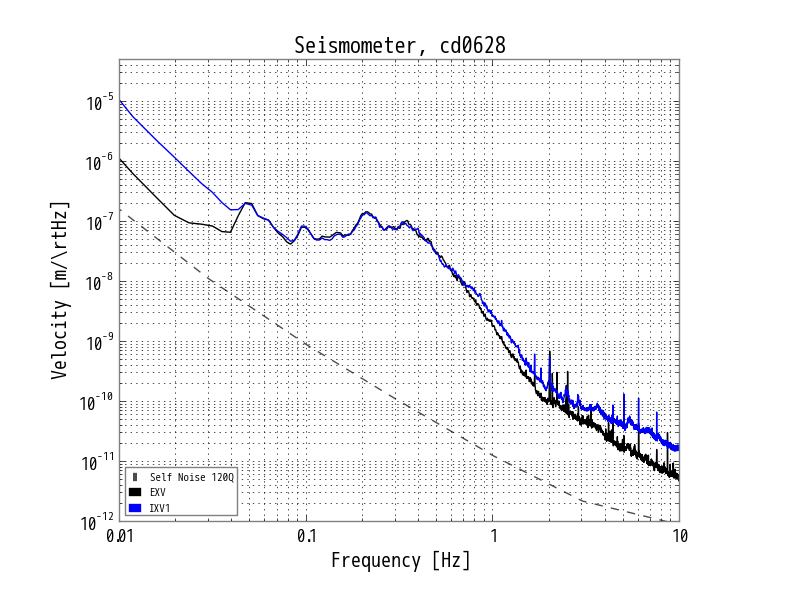 Seismometer, cd0628
Velocity [m/\rtHz]
10^-5
10^-6
10^-7
10^-8
10^-9
10^-10
10^-11
10^-12
Self Noise 120Q
EXV
IXV1
0.01 0.1 1 10
Frequency [Hz]